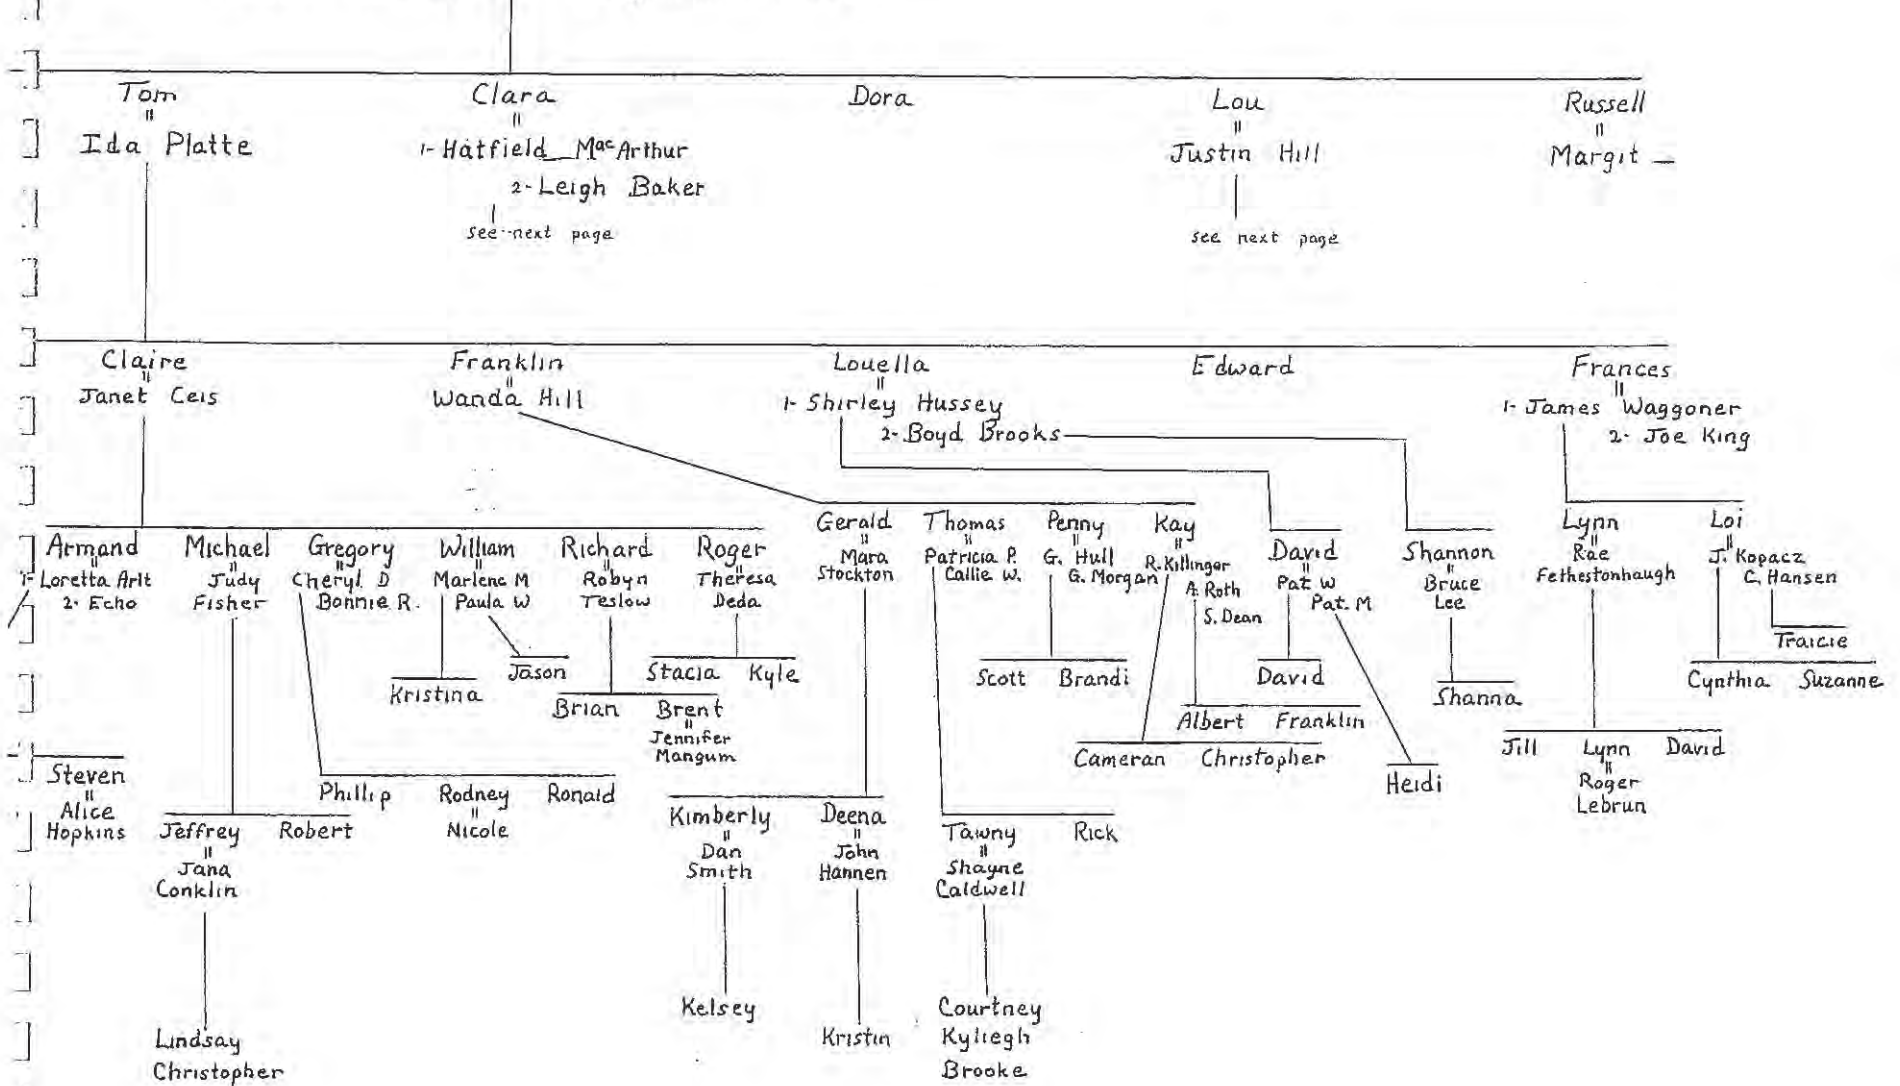 Tom Clara Dora Lou Russell
Ida Platte 1- Hatfield MacArthur Justin Hill Margit —
2- Leigh Baker
see next page see next page
Claire Franklin Louella Edward Frances
Janet Ceis Wanda Hill 1- Shirley Hussey 1- James Waggoner
2- Boyd Brooks 2- Joe King
Gerald Thomas Penny Kay Lynn Loi
Armand Michael Gregory William Richard Roger David Shannon
Mara Patricia P. G. Hull R. Killinger Rae J. Kopacz
Stockton Callie W. G. Morgan Fethestonhaugh C. Hansen
1- Loretta Arlt Judy Cheryl D Marlene M Robyn Theresa A. Roth Pat W Bruce
2- Echo Fisher Bonnie R. Paula W Teslow Deda S. Dean Pat. M Lee
Traicie
Jason Stacia Kyle Scott Brandi David Cynthia Suzanne
Kristina Shanna
Brian Brent Albert Franklin
Jennifer
Mangum
Cameran Christopher Jill Lynn David
Steven Heidi Roger
Alice Phillip Rodney Ronald Lebrun
Hopkins Nicole
Jeffrey Robert Kimberly Deena Tawny Rick
Jana Dan John Shayne
Conklin Smith Hannen Caldwell
Kelsey Courtney
Lindsay Kristin Kyliegh
Christopher Brooke